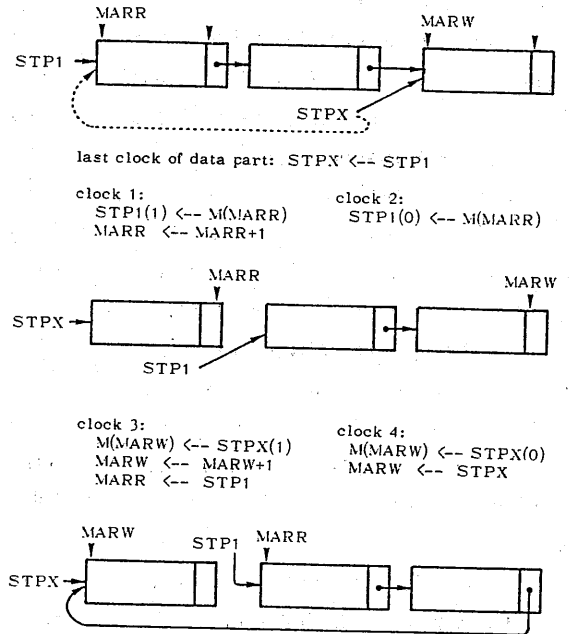 MARR
MARW
STP1
STPX
last clock of data part: STPX <-- STP1
clock 1:
STP1(1) <-- M(MARR)
MARR <-- MARR+1
clock 2:
STP1(0) <-- M(MARR)
MARR
MARW
STPX
STP1
clock 3:
M(MARW) <-- STPX(1)
MARW <-- MARW+1
MARR <-- STP1
clock 4:
M(MARW) <-- STPX(0)
MARW <-- STPX
MARW
STP1
MARR
STPX